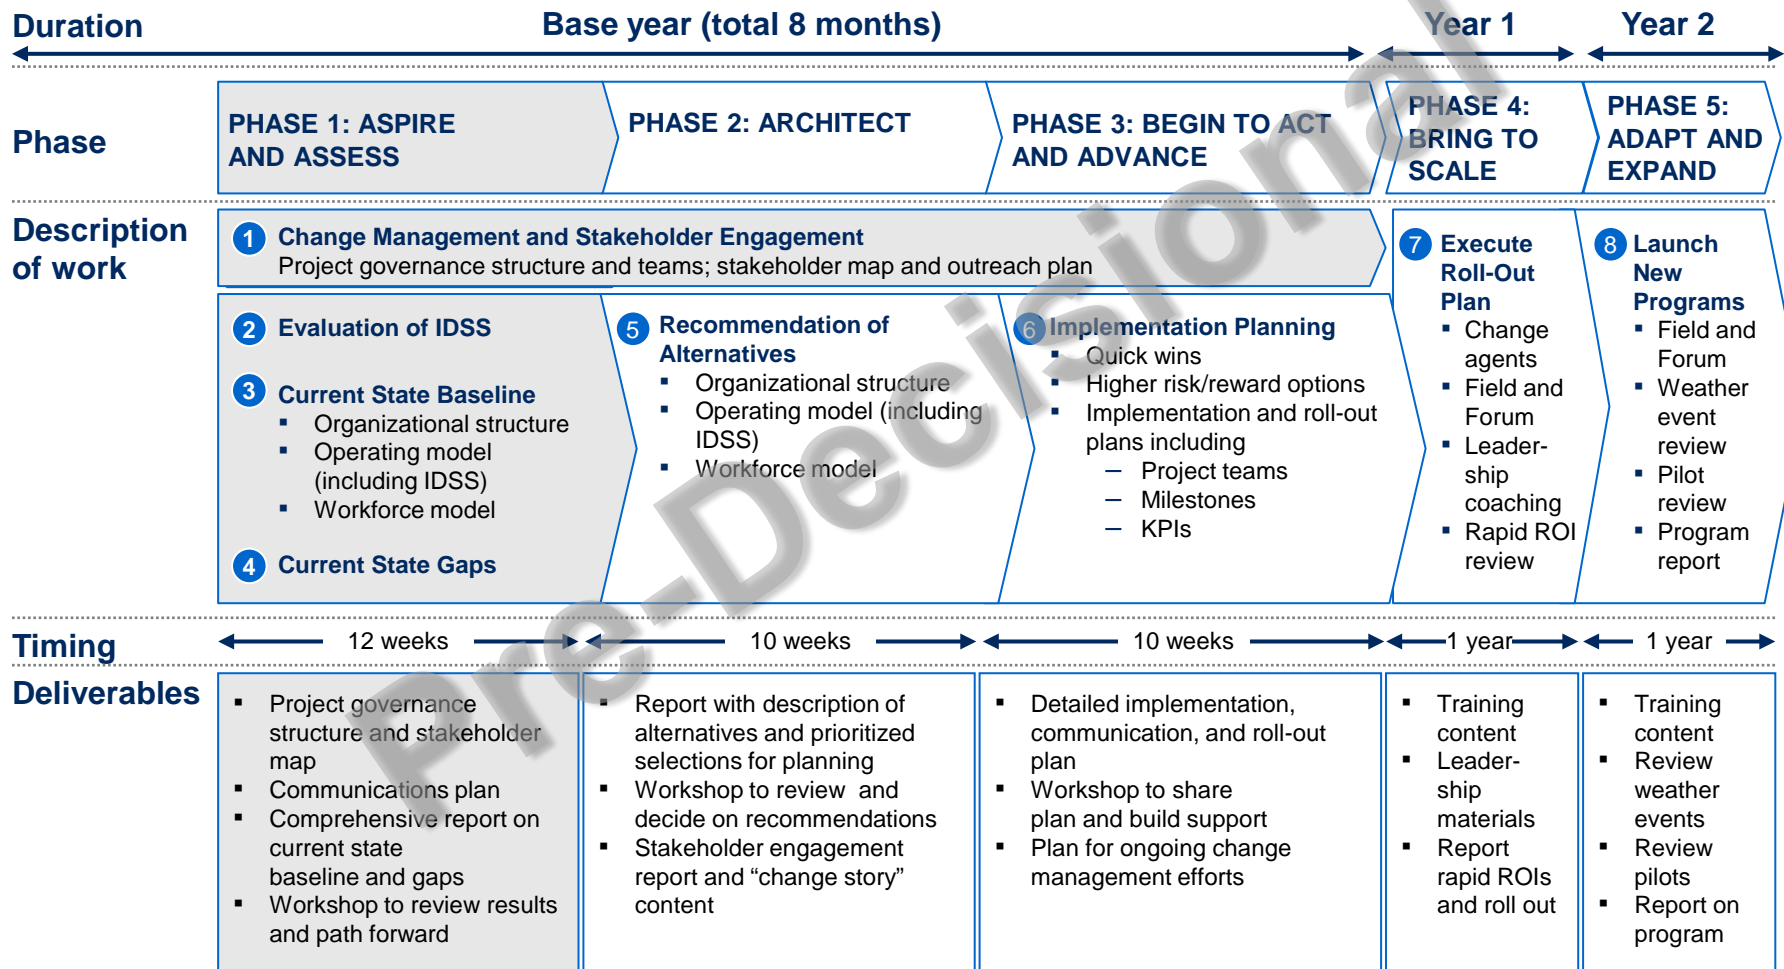 Duration
Base year (total 8 months)
Year 1
Year 2
Phase
PHASE 1: ASPIRE
AND ASSESS
PHASE 2: ARCHITECT
PHASE 3: BEGIN TO ACT
AND ADVANCE
PHASE 4:
BRING TO
SCALE
PHASE 5:
ADAPT AND
EXPAND
Description
of work
1 Change Management and Stakeholder Engagement
Project governance structure and teams; stakeholder map and outreach plan
2 Evaluation of IDSS
3 Current State Baseline
▪ Organizational structure
▪ Operating model
(including IDSS)
▪ Workforce model
4 Current State Gaps
5 Recommendation of
Alternatives
▪ Organizational structure
▪ Operating model (including
IDSS)
▪ Workforce model
6 Implementation Planning
▪ Quick wins
▪ Higher risk/reward options
▪ Implementation and roll-out
plans including
– Project teams
– Milestones
– KPIs
7 Execute
Roll-Out
Plan
▪ Change
agents
▪ Field and
Forum
▪ Leader-
ship
coaching
▪ Rapid ROI
review
8 Launch
New
Programs
▪ Field and
Forum
▪ Weather
event
review
▪ Pilot
review
▪ Program
report
Timing
12 weeks
10 weeks
10 weeks
1 year
1 year
Deliverables
▪ Project governance
structure and stakeholder
map
▪ Communications plan
▪ Comprehensive report on
current state
baseline and gaps
▪ Workshop to review results
and path forward
▪ Report with description of
alternatives and prioritized
selections for planning
▪ Workshop to review and
decide on recommendations
▪ Stakeholder engagement
report and “change story”
content
▪ Detailed implementation,
communication, and roll-out
plan
▪ Workshop to share
plan and build support
▪ Plan for ongoing change
management efforts
▪ Training
content
▪ Leader-
ship
materials
▪ Report
rapid ROIs
and roll out
▪ Training
content
▪ Review
weather
events
▪ Review
pilots
▪ Report on
program
Pre-Decisional